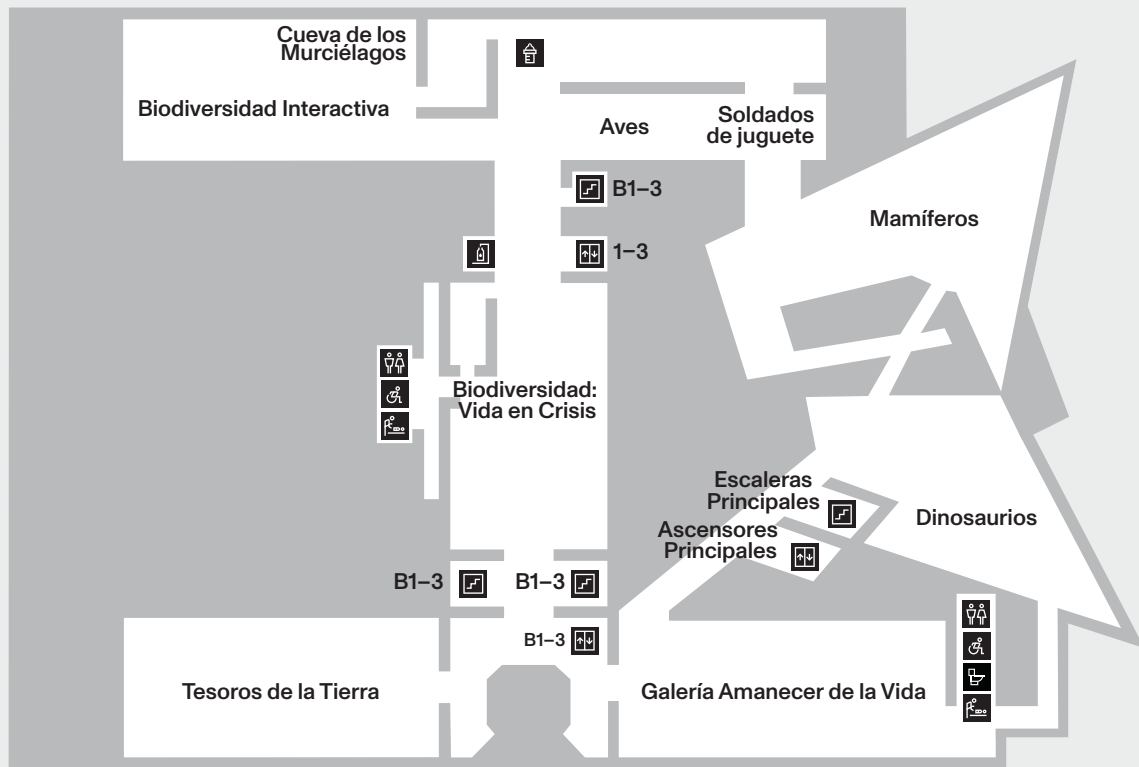 Cueva de los
Murciélagos
Biodiversidad Interactiva
Aves
Soldados
de juguete
B1–3
Mamíferos
1–3
Biodiversidad:
Vida en Crisis
Escaleras
Principales
Ascensores
Principales
Dinosaurios
B1–3
B1–3
B1–3
Tesoros de la Tierra
Galería Amanecer de la Vida